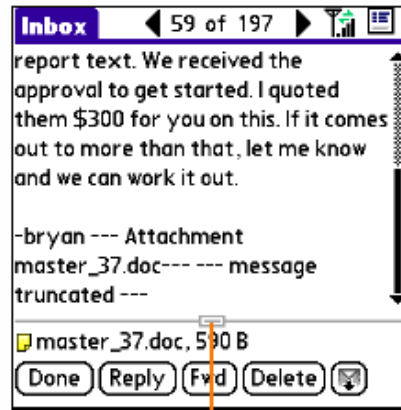 Inbox 59 of 197
report text. We received the
approval to get started. I quoted
them $300 for you on this. If it comes
out to more than that, let me know
and we can work it out.
-bryan --- Attachment
master_37.doc--- --- message
truncated ---
master_37.doc, 590 B
Done Reply Fwd Delete